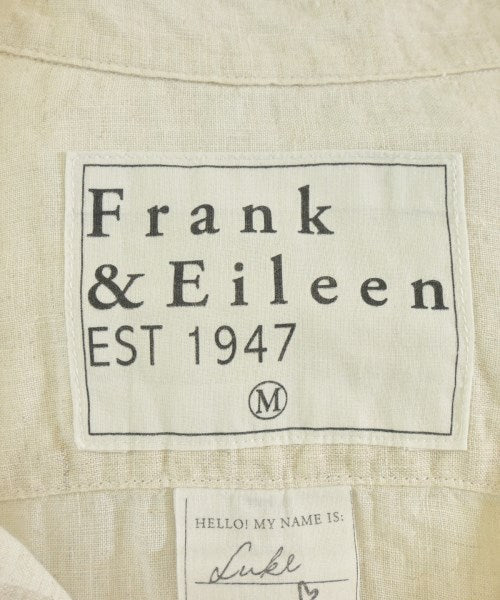 Frank
& Eileen
EST 1947
M
HELLO! MY NAME IS:
Luke